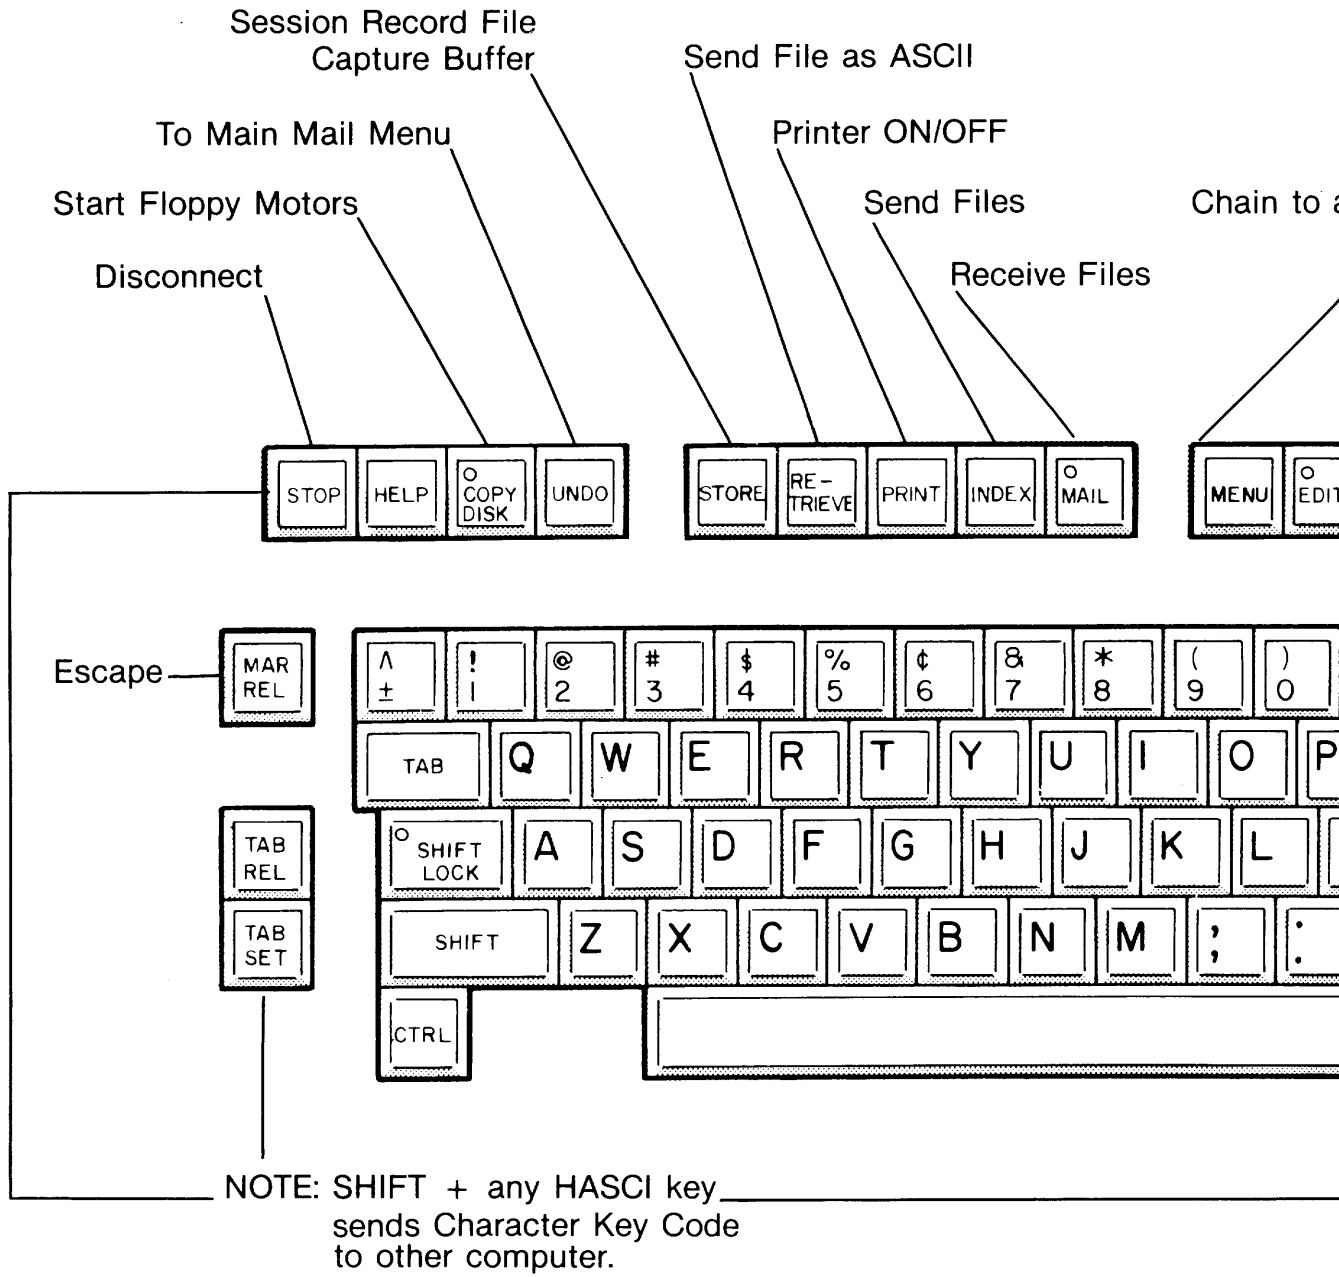 Session Record File
Capture Buffer
Send File as ASCII
To Main Mail Menu
Printer ON/OFF
Start Floppy Motors
Send Files
Chain to
Disconnect
Receive Files
STOP
HELP
COPY
DISK
UNDO
STORE
RE-
TRIEVE
PRINT
INDEX
MAIL
MENU
EDIT
Escape
MAR
REL
Λ
±
!
1
@
2
#
3
$
4
%
5
¢
6
&
7
*
8
(
9
)
0
TAB
Q
W
E
R
T
Y
U
I
O
P
TAB
REL
SHIFT
LOCK
A
S
D
F
G
H
J
K
L
TAB
SET
SHIFT
Z
X
C
V
B
N
M
;
:
CTRL
NOTE: SHIFT + any HASCI key
sends Character Key Code
to other computer.